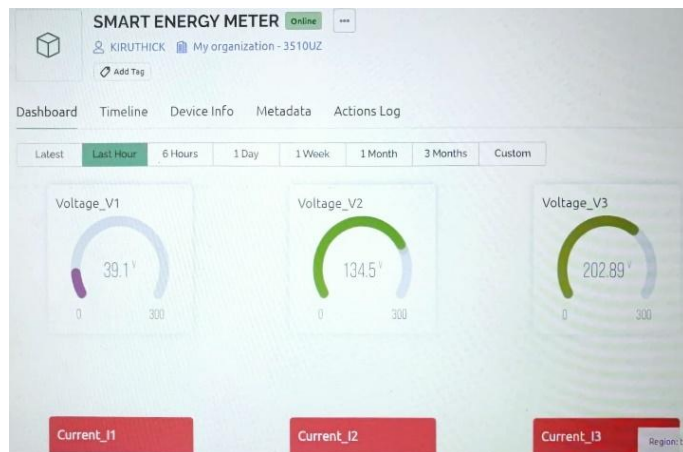 SMART ENERGY METER Online ...
KIRUTHICK My organization - 3510UZ
Add Tag
Dashboard Timeline Device Info Metadata Actions Log
Latest Last Hour 6 Hours 1 Day 1 Week 1 Month 3 Months Custom
Voltage_V1 Voltage_V2 Voltage_V3
39.1 V 134.5 V 202.89 V
0 300 0 300 0 300
Current_I1 Current_I2 Current_I3
Region: